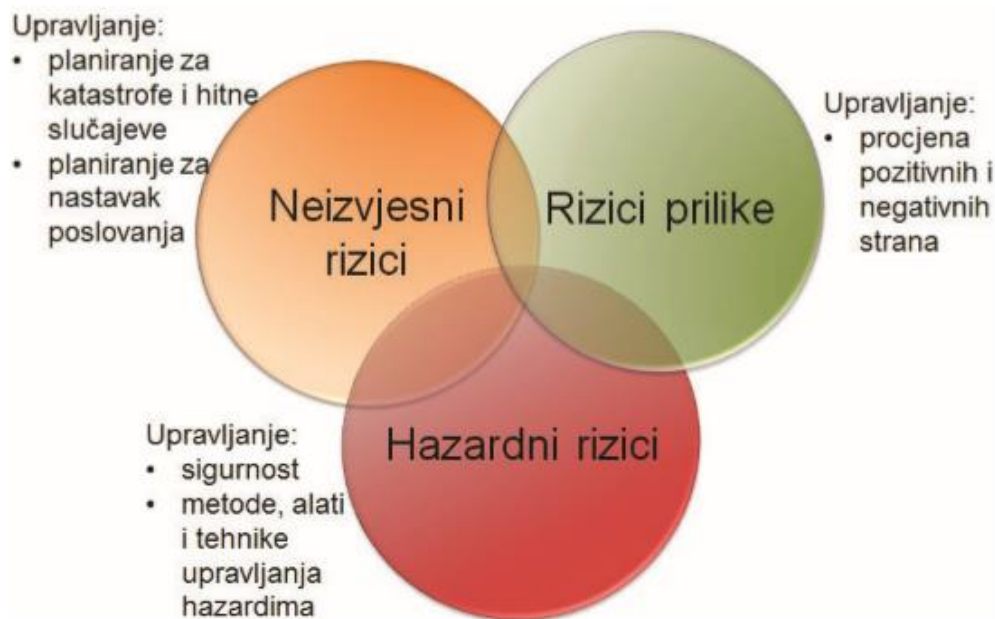 Upravljanje:
• planiranje za
katastrofe i hitne
slučajeve
• planiranje za
nastavak
poslovanja
Neizvjesni
rizici
Rizici prilike
Upravljanje:
• procjena
pozitivnih i
negativnih
strana
Hazardni rizici
Upravljanje:
• sigurnost
• metode, alati
i tehnike
upravljanja
hazardima